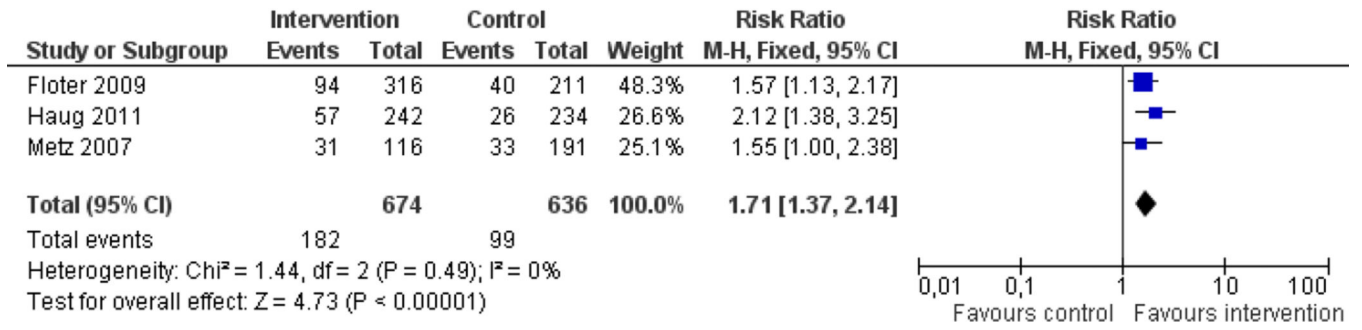 Intervention Control Risk Ratio Risk Ratio
Study or Subgroup Events Total Events Total Weight M-H, Fixed, 95% CI M-H, Fixed, 95% CI
Floter 2009 94 316 40 211 48.3% 1.57 [1.13, 2.17]
Haug 2011 57 242 26 234 26.6% 2.12 [1.38, 3.25]
Metz 2007 31 116 33 191 25.1% 1.55 [1.00, 2.38]
Total (95% CI) 674 636 100.0% 1.71 [1.37, 2.14]
Total events 182 99
Heterogeneity: Chi² = 1.44, df = 2 (P = 0.49); I² = 0%
Test for overall effect: Z = 4.73 (P < 0.00001)
0,01 0,1 1 10 100
Favours control Favours intervention